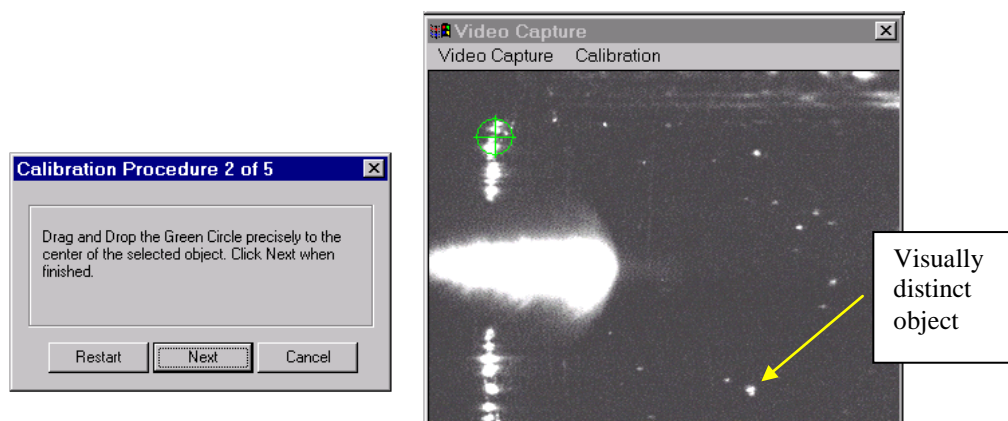 Calibration Procedure 2 of 5
Drag and Drop the Green Circle precisely to the
center of the selected object. Click Next when
finished.
Restart Next Cancel
Video Capture
Video Capture Calibration
Visually
distinct
object